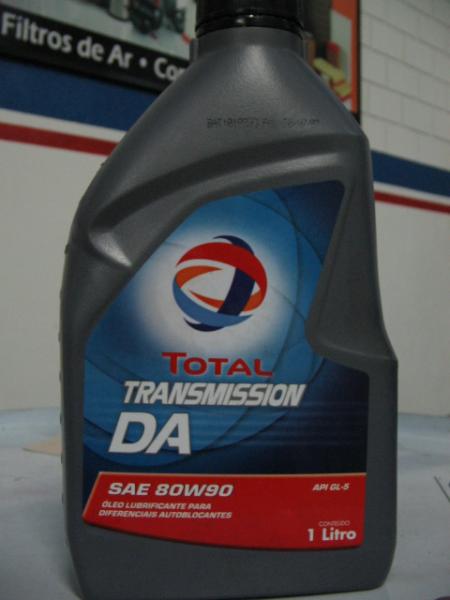 Filtros de Ar • Co
TOTAL
TRANSMISSION
DA
SAE 80W90
API GL-5
ÓLEO LUBRIFICANTE PARA
DIFERENCIAIS AUTOBLOCANTES
CONTEÚDO
1 Litro